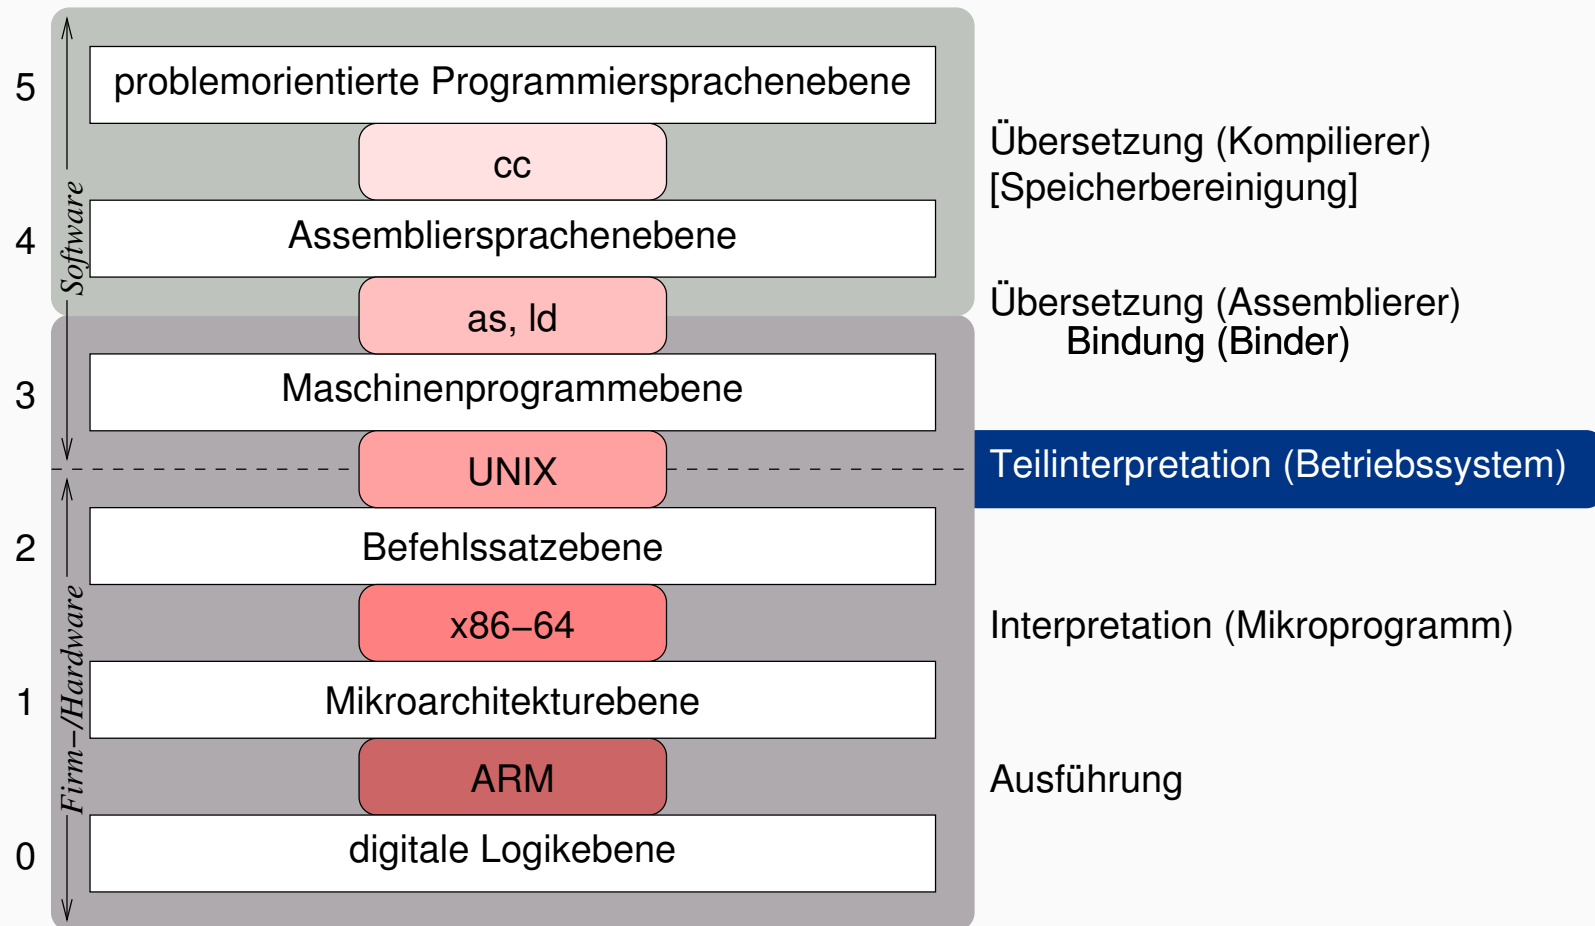 5
problemorientierte Programmiersprachenebene
Übersetzung (Kompilierer)
cc
[Speicherbereinigung]
4
Assembliersprachenebene
Software
Übersetzung (Assemblierer)
as, ld
Bindung (Binder)
3
Maschinenprogrammebene
UNIX
Teilinterpretation (Betriebssystem)
2
Befehlssatzebene
x86–64
Interpretation (Mikroprogramm)
1
Mikroarchitekturebene
Firm–/Hardware
ARM
Ausführung
0
digitale Logikebene